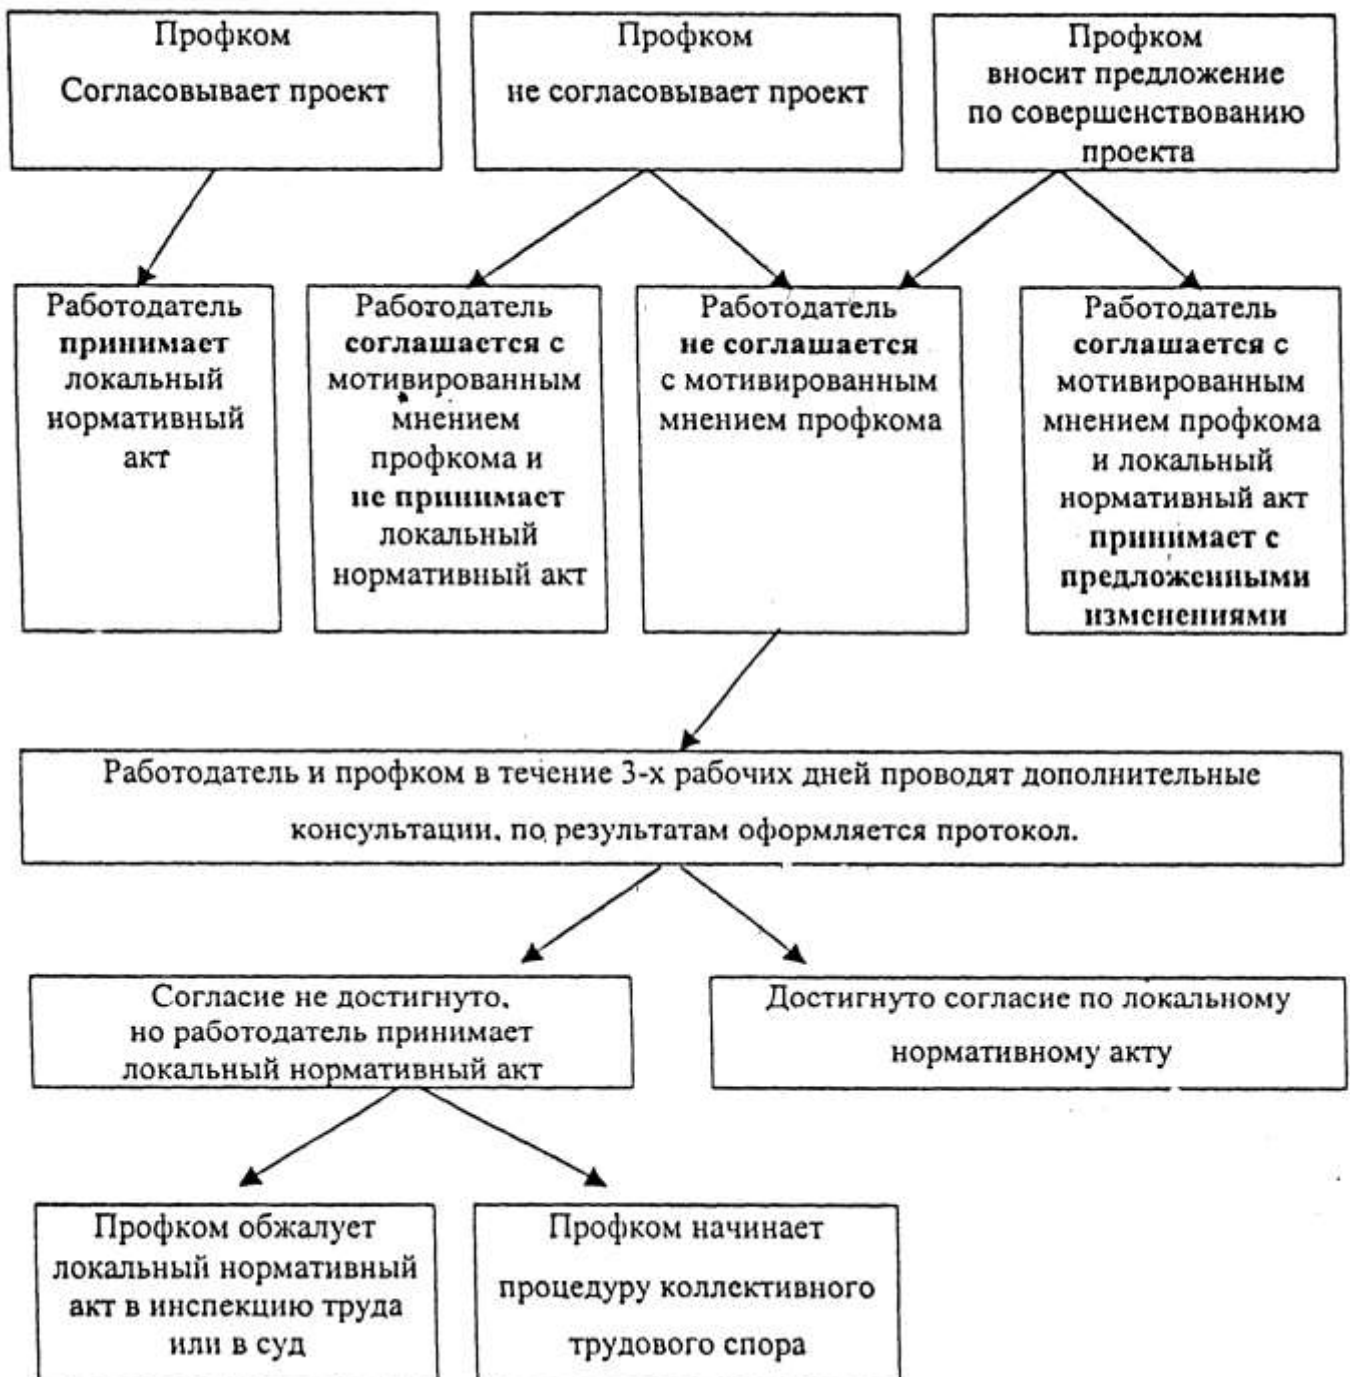 Профком
Согласовывает проект
Профком
не согласовывает проект
Профком
вносит предложение
по совершенствованию
проекта
Работодатель
принимает
локальный
нормативный
акт
Работодатель
соглашается с
мотивированным
мнением
профкома и
не принимает
локальный
нормативный акт
Работодатель
не соглашается
с мотивированным
мнением профкома
Работодатель
соглашается с
мотивированным
мнением профкома
и локальный
нормативный акт
принимает с
предложенными
изменениями
Работодатель и профком в течение 3-х рабочих дней проводят дополнительные
консультации, по результатам оформляется протокол.
Согласие не достигнуто,
но работодатель принимает
локальный нормативный акт
Достигнуто согласие по локальному
нормативному акту
Профком обжалует
локальный нормативный
акт в инспекцию труда
или в суд
Профком начинает
процедуру коллективного
трудового спора